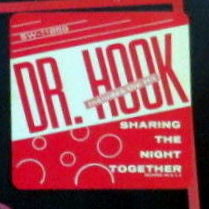 DR. HOOK
SHARING
THE
NIGHT
TOGETHER